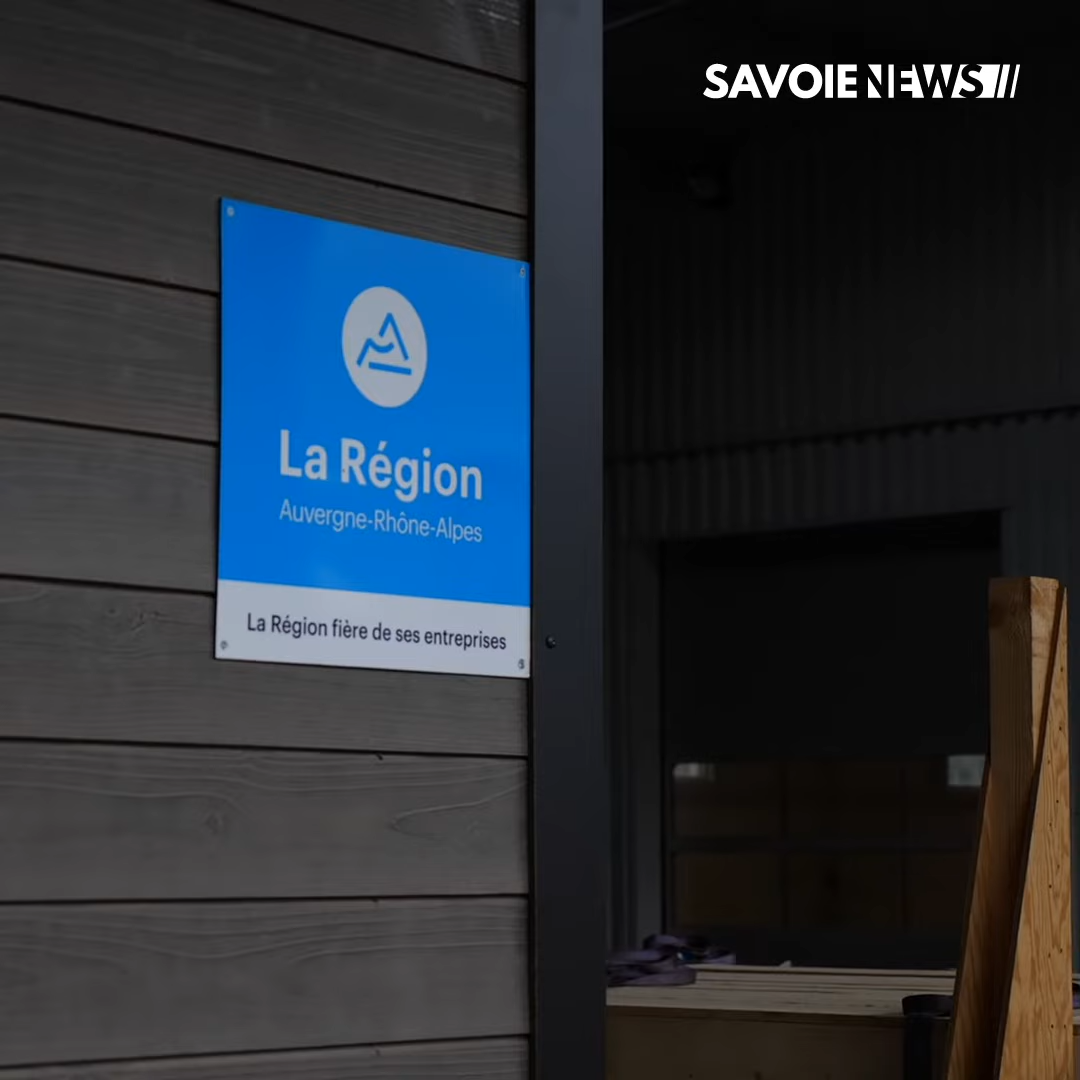 SAVOIE NEWS
La Région
Auvergne-Rhône-Alpes
La Région fière de ses entreprises